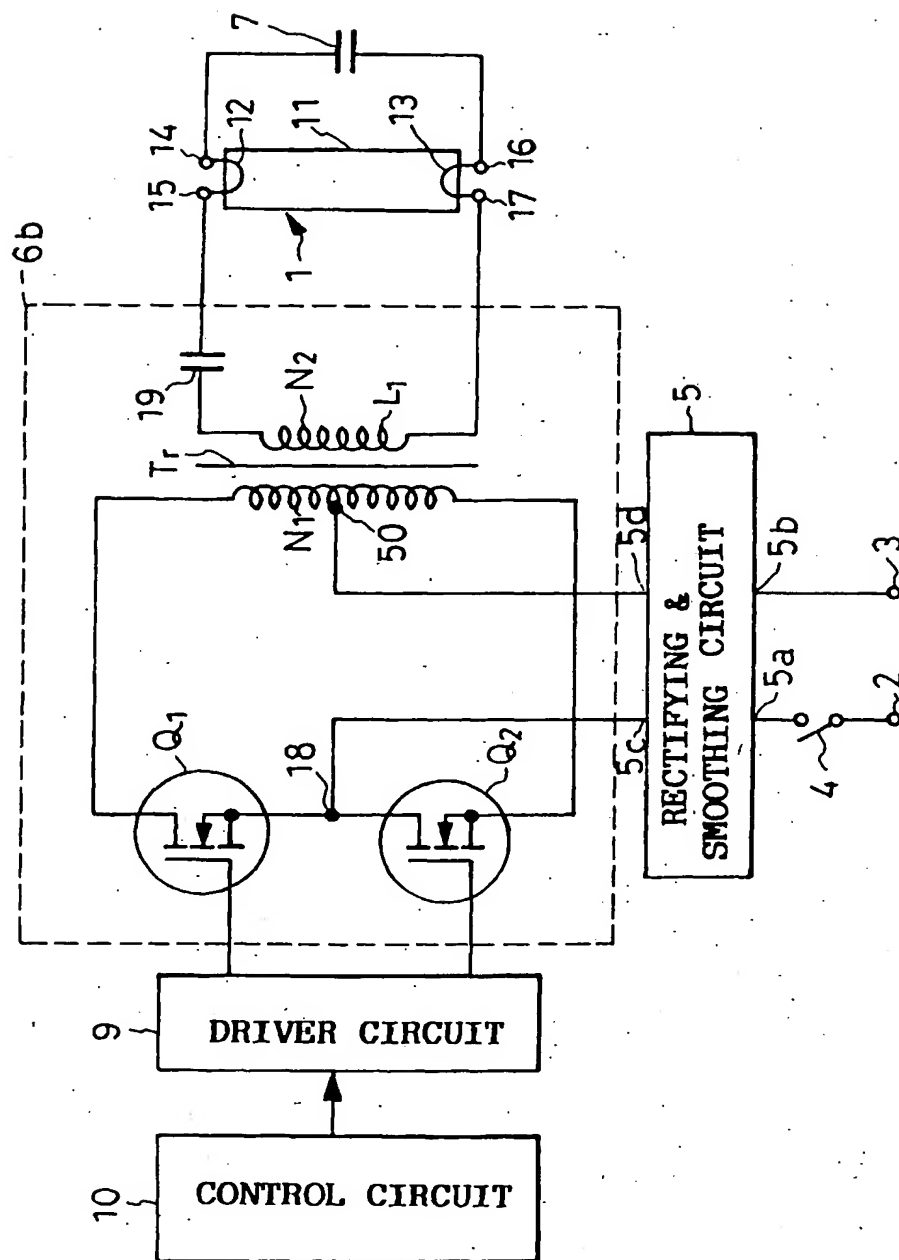 7
14
12
11
13
16
15
17
1
6b
19
N2
L1
Tr
N1
50
5d
5
5b
3
Q1
18
5c
RECTIFYING &
SMOOTHING CIRCUIT
5a
Q2
4
2
9
DRIVER CIRCUIT
10
CONTROL CIRCUIT